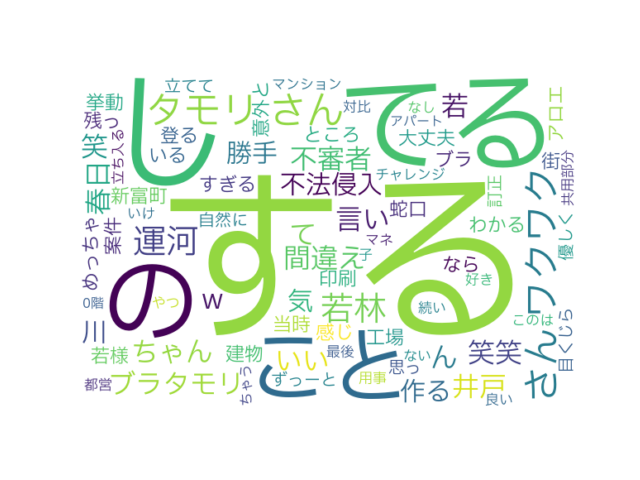 立てて
マンション
と
挙動
タモリさん
意外と
対比
なし
アロエ
残り
登る
ところ
アパート
若
立ち入る
笑
いる
勝手
不審者
大丈夫
ブラ
街
共用部分
春日
すぎる
不法侵入
チャレンジ
訂正
新富町
てる
し
する
の
こと
めっちゃ
案件
いけ
自然に
言い
蛇口
わかる
優しく
運河
て
間違え
マネ
子
なら
好き
ワクワク
0階
やつ
w
気
印刷
若林
続い
このは
目くじら
川
当時
感じ
工場
ない
ん
笑笑
さん
若様
ちゃん
建物
いい
最後
思っ
都営
ブラタモリ
ちゃう
ずっーと
用事
作る
井戸
良い